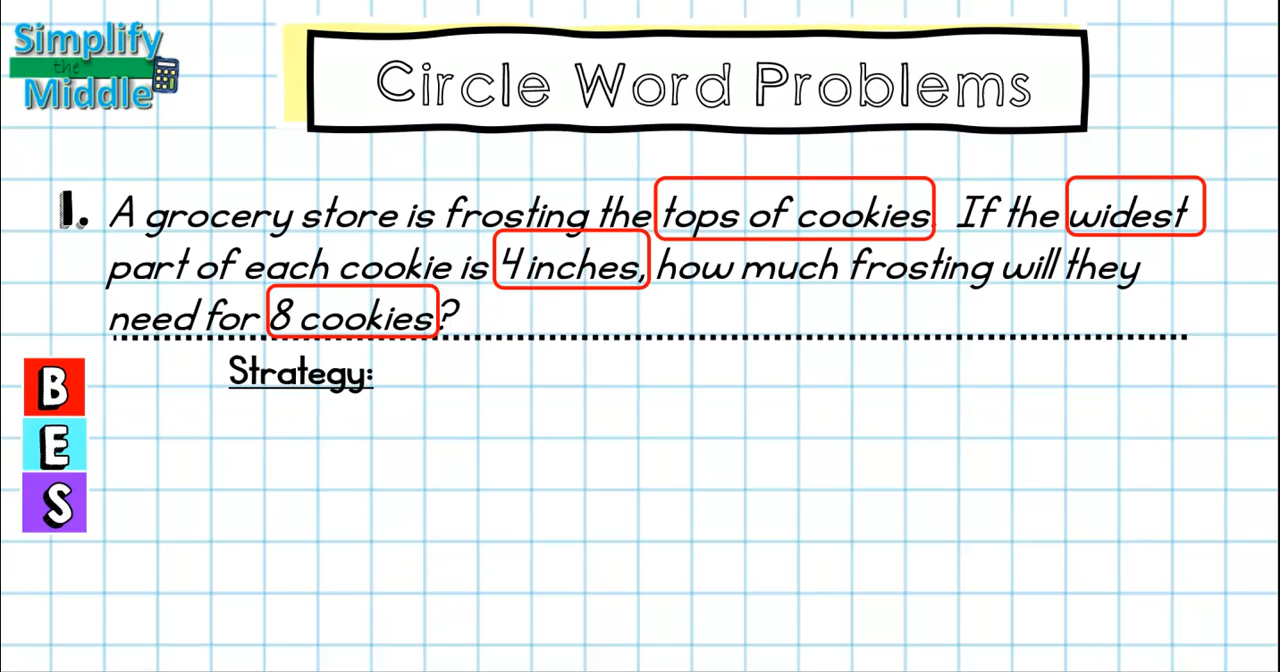 Simplify
the
Middle
Circle Word Problems
1. A grocery store is frosting the tops of cookies. If the widest
part of each cookie is 4 inches, how much frosting will they
need for 8 cookies?
Strategy:
B
E
S